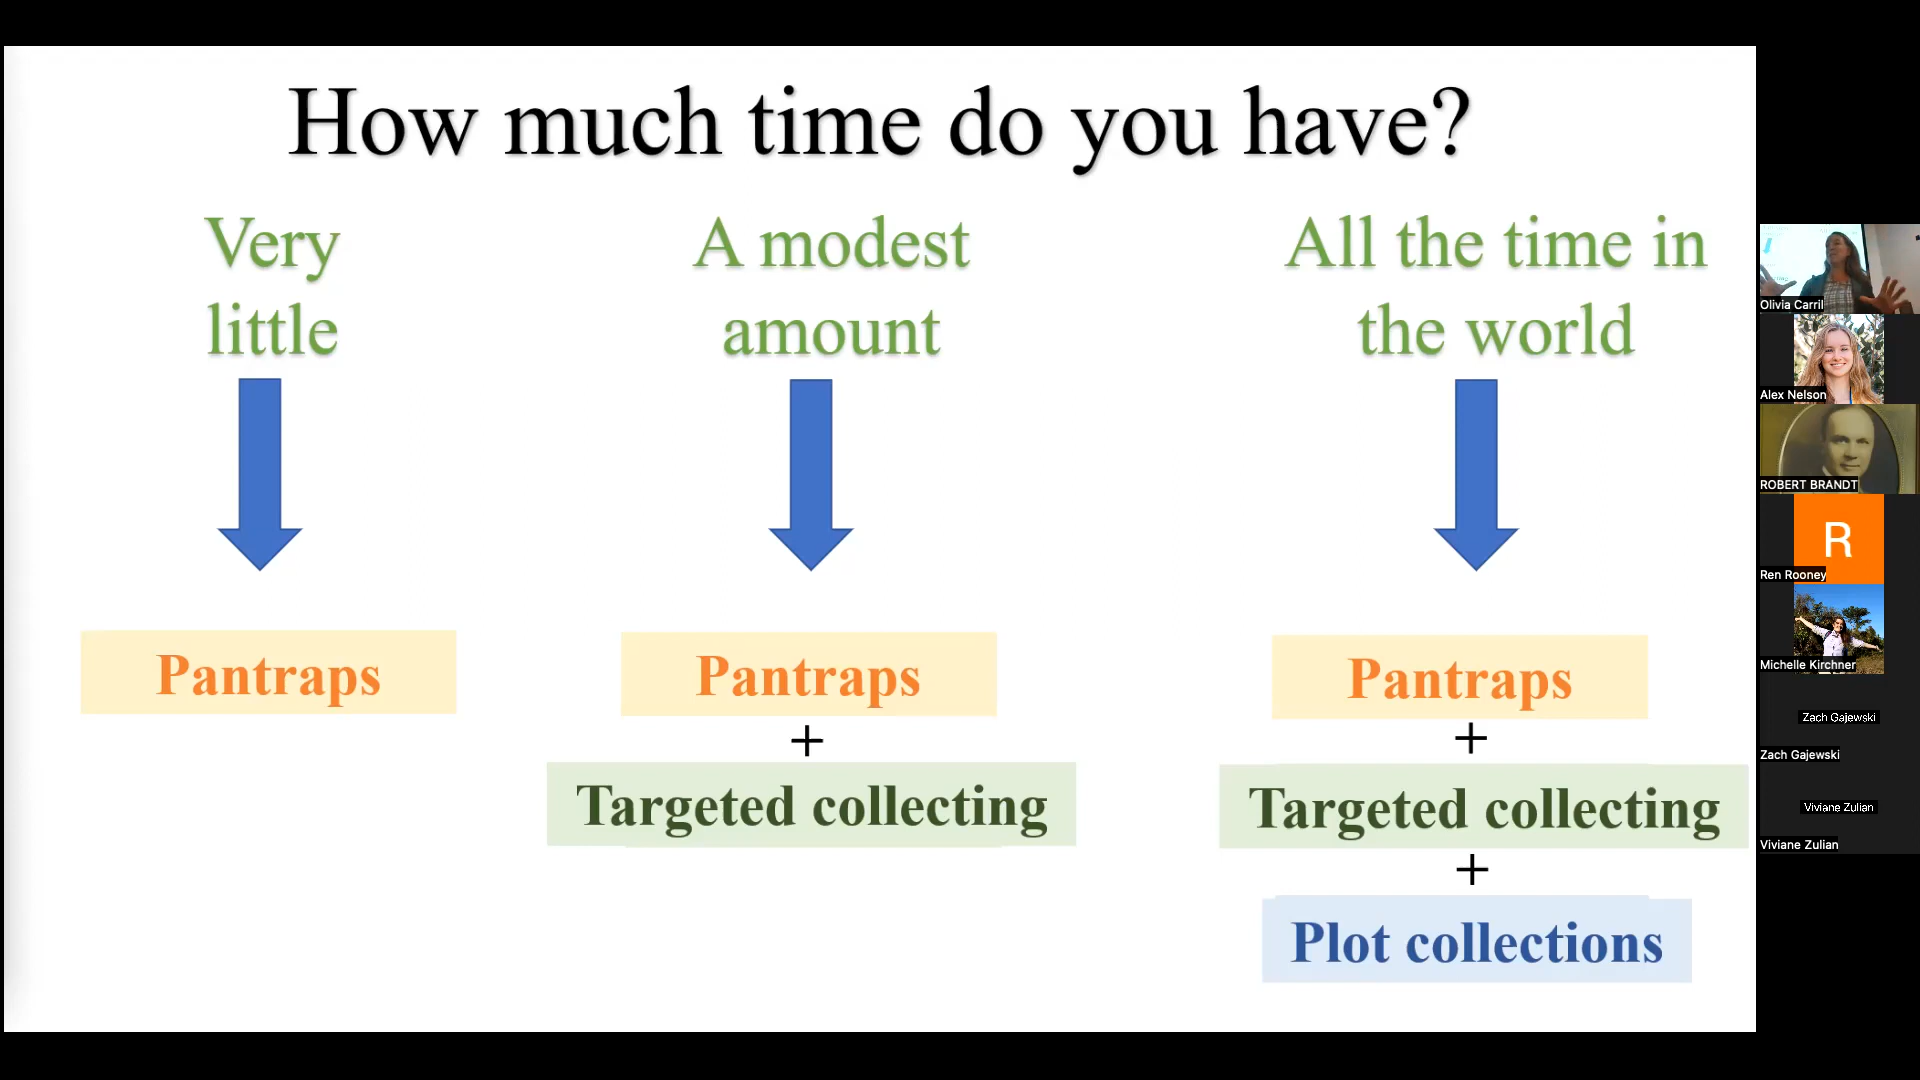 How much time do you have?
Very
little
A modest
amount
All the time in
the world
Pantraps
Pantraps
+
Targeted collecting
Pantraps
+
Targeted collecting
+
Plot collections
Olivia Carril
Alex Nelson
ROBERT BRANDT
R
Ren Rooney
Michelle Kirchner
Zach Gajewski
Zach Gajewski
Viviane Zulian
Viviane Zulian